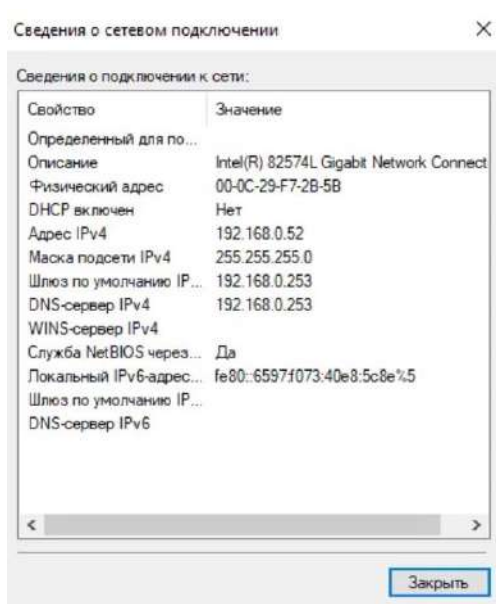 Сведения о сетевом подключении
Сведения о подключении к сети:
Свойство Значение
Определенный для по...
Описание Intel(R) 82574L Gigabit Network Connect
Физический адрес 00-0C-29-F7-2B-5B
DHCP включен Нет
Адрес IPv4 192.168.0.52
Маска подсети IPv4 255.255.255.0
Шлюз по умолчанию IP... 192.168.0.253
DNS-сервер IPv4 192.168.0.253
WINS-сервер IPv4
Служба NetBIOS через... Да
Локальный IPv6-адрес... fe80::6597:f073:40e8:5c8e%5
Шлюз по умолчанию IP...
DNS-сервер IPv6
Закрыть